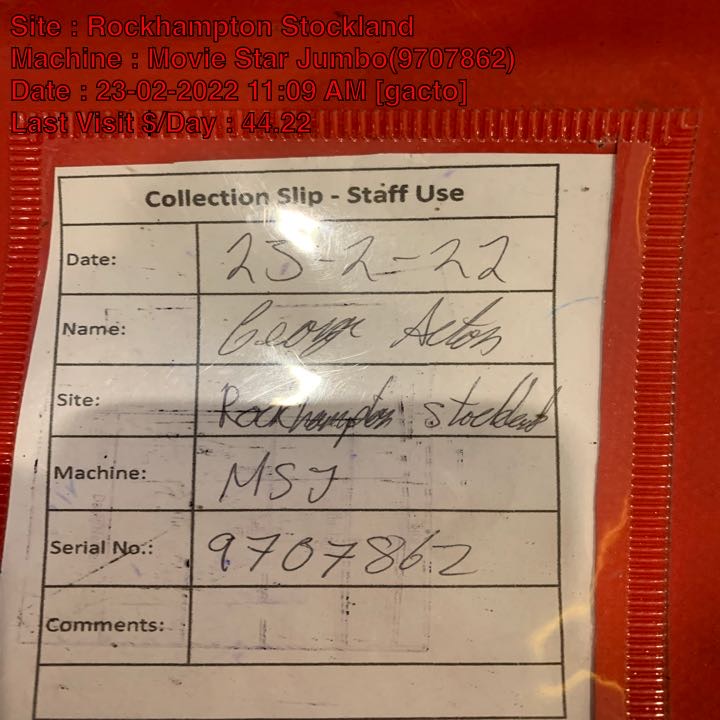 Site : Rockhampton Stockland
Machine : Movie Star Jumbo(9707862)
Date : 23-02-2022 11:09 AM [gacto]
Last Visit $/Day : 44.22
Collection Slip - Staff Use
Date: 23-2-22
Name: George Acton
Site: Rockhampton Stockland
Machine: MSJ
Serial No.: 9707862
Comments: